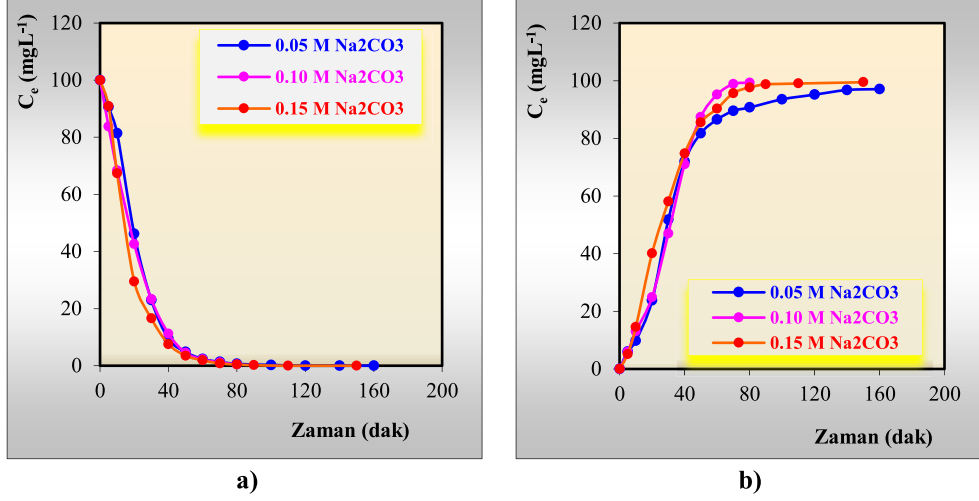 120
100
80
60
40
20
0
C_e (mgL⁻¹)
0.05 M Na2CO3
0.10 M Na2CO3
0.15 M Na2CO3
0 40 80 120 160 200
Zaman (dak)
a)
120
100
80
60
40
20
0
C_e (mgL⁻¹)
0.05 M Na2CO3
0.10 M Na2CO3
0.15 M Na2CO3
0 40 80 120 160 200
Zaman (dak)
b)